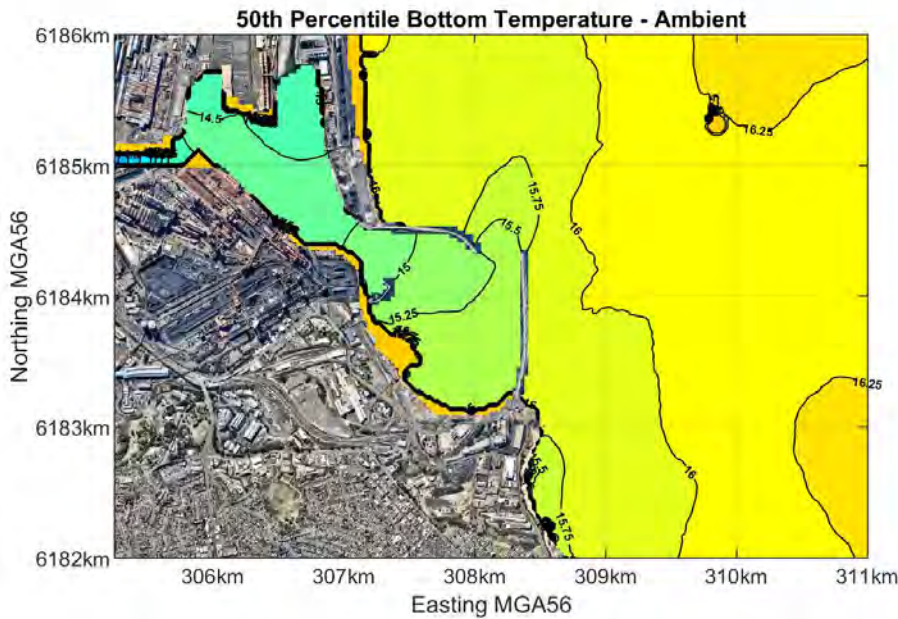 50th Percentile Bottom Temperature - Ambient
6186km
6185km
6184km
6183km
6182km
Northing MGA56
14.5
16
15.75
15.5
16
15
15.25
16.25
16.25
16
15.5
15.75
306km
307km
308km
309km
310km
311km
Easting MGA56